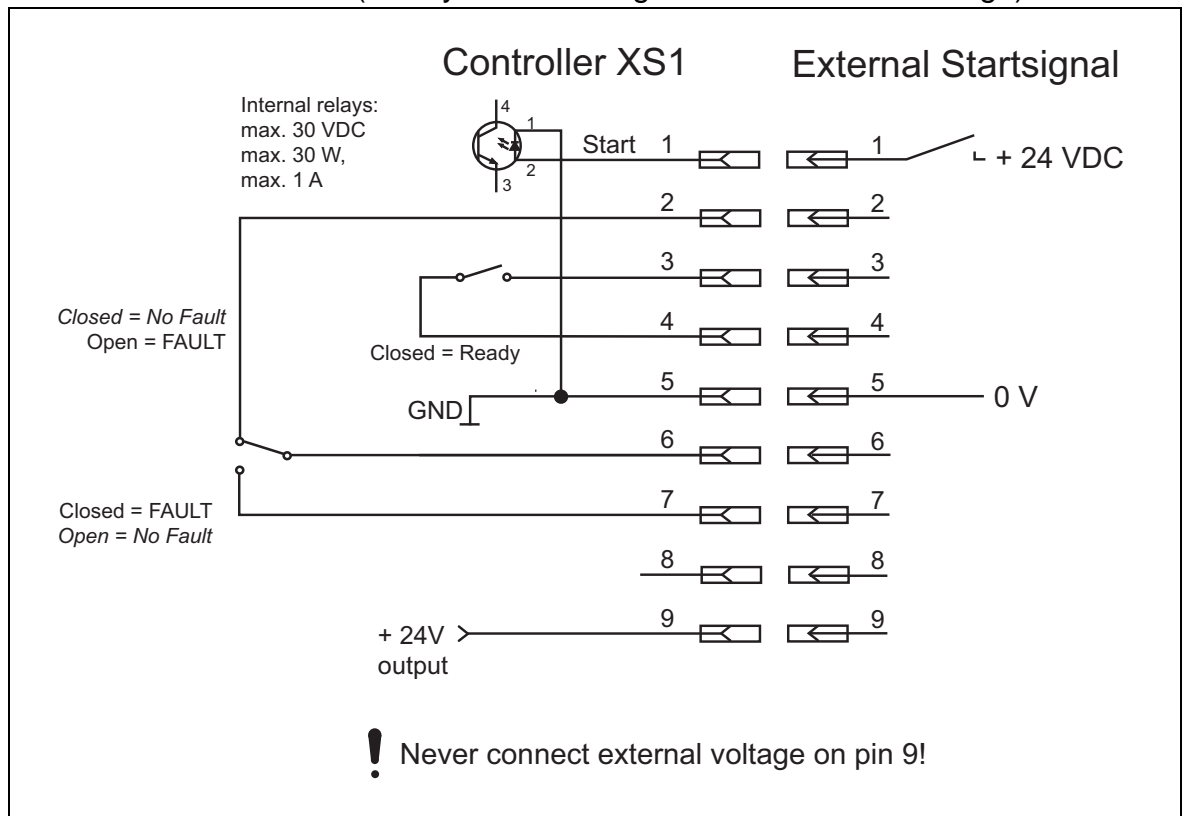 Controller XS1 External Startsignal
Internal relays:
max. 30 VDC
max. 30 W,
max. 1 A
4
1
2
3
Start 1 1 + 24 VDC
2 2
3 3
Closed = No Fault
Open = FAULT
4 4
Closed = Ready
5 5 0 V
GND
6 6
7 7
Closed = FAULT
Open = No Fault
8 8
9 9
+ 24V
output
! Never connect external voltage on pin 9!